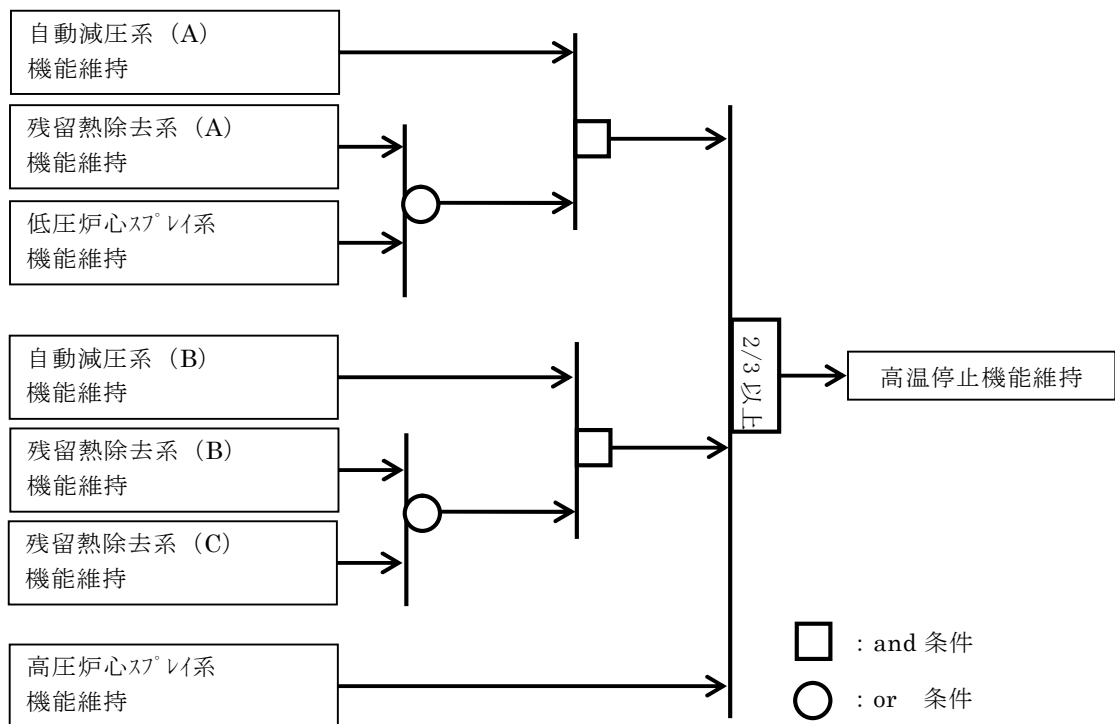 自動減圧系（A）
機能維持
残留熱除去系（A）
機能維持
低圧炉心ｽﾌﾟﾚｲ系
機能維持
自動減圧系（B）
機能維持
残留熱除去系（B）
機能維持
残留熱除去系（C）
機能維持
高圧炉心ｽﾌﾟﾚｲ系
機能維持
2/3 以上
高温停止機能維持
：and 条件
：or 条件